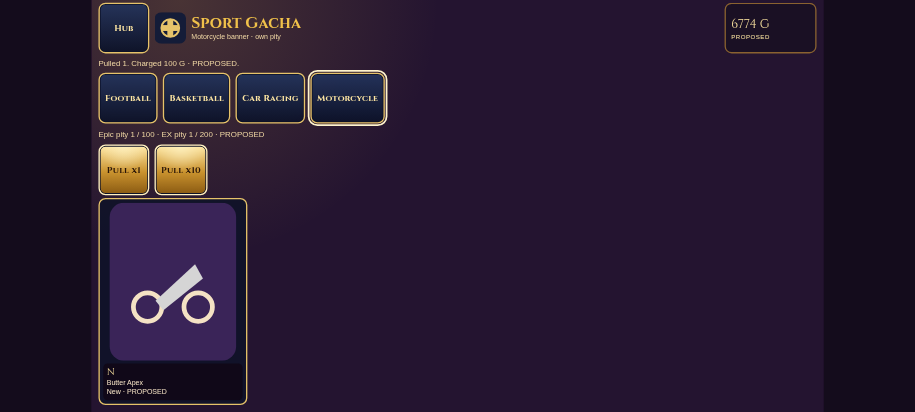 Hub
Sport Gacha
Motorcycle banner - own pity
6774 G
PROPOSED
Pulled 1. Charged 100 G - PROPOSED.
Football
Basketball
Car Racing
Motorcycle
Epic pity 1 / 100 - EX pity 1 / 200 - PROPOSED
Pull x1
Pull x10
N
Butter Apex
New - PROPOSED